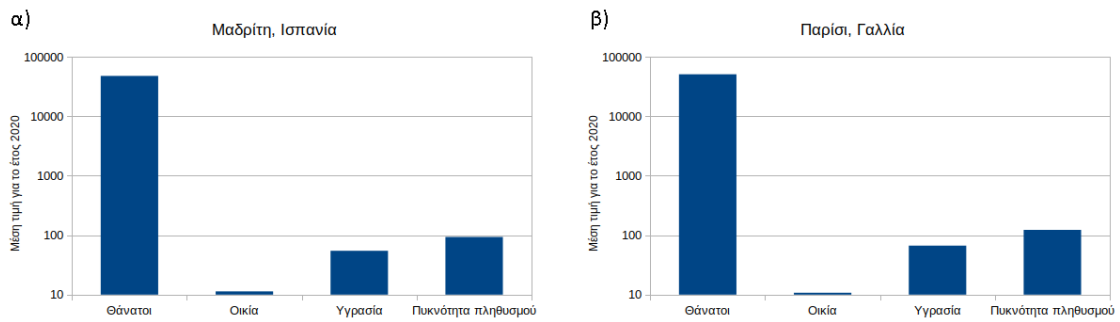 α)
Μαδρίτη, Ισπανία
Μέση τιμή για το έτος 2020
100000
10000
1000
100
10
Θάνατοι Οικία Υγρασία Πυκνότητα πληθυσμού
β)
Παρίσι, Γαλλία
Μέση τιμή για το έτος 2020
100000
10000
1000
100
10
Θάνατοι Οικία Υγρασία Πυκνότητα πληθυσμού